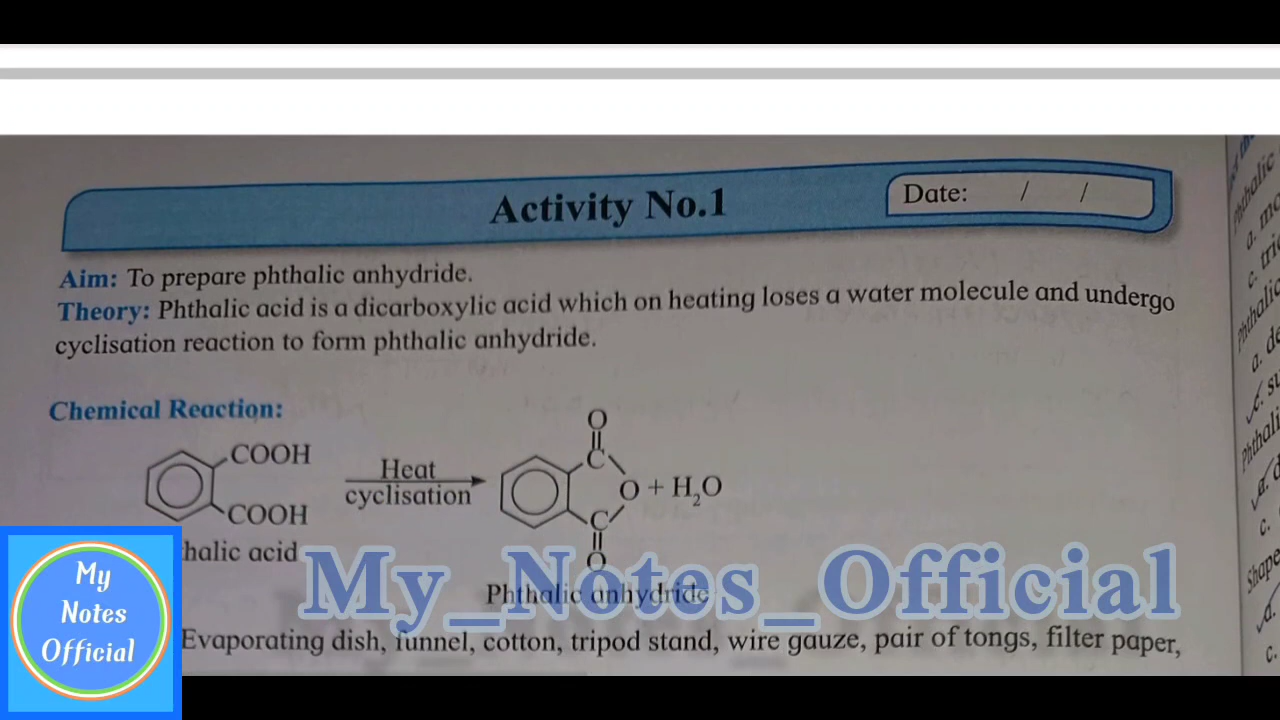 Activity No.1
Date: / /
Aim: To prepare phthalic anhydride.
Theory: Phthalic acid is a dicarboxylic acid which on heating loses a water molecule and undergo
cyclisation reaction to form phthalic anhydride.
Chemical Reaction:
COOH
COOH
Heat
cyclisation
O
C
O + H₂O
C
O
halic acid
Phthalic anhydride
Evaporating dish, funnel, cotton, tripod stand, wire gauze, pair of tongs, filter paper,
My_Notes_Official
My
Notes
Official
Phthalic
a.
c.
a.
c.
a.
c.
a.
c.